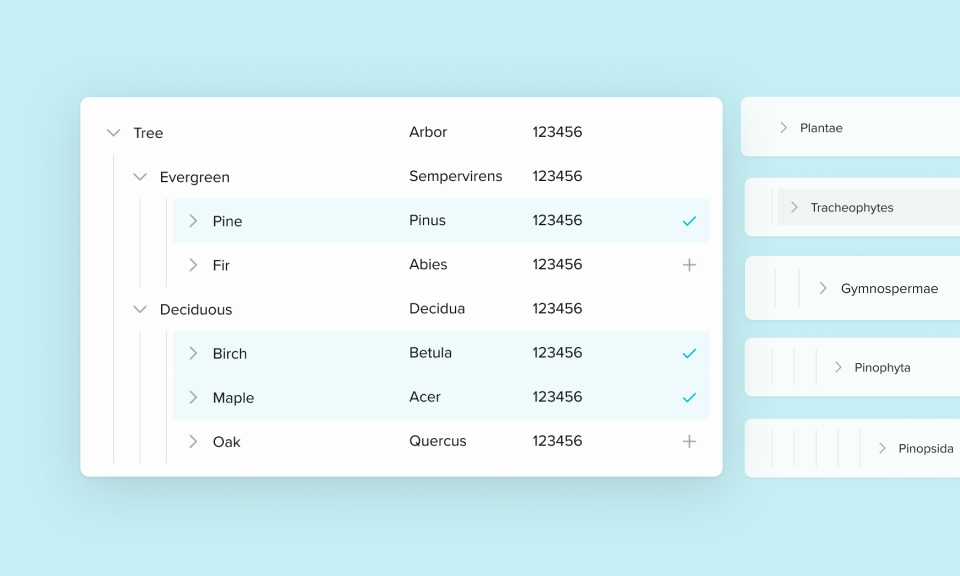 Tree Arbor 123456
Evergreen Sempervirens 123456
Pine Pinus 123456
Fir Abies 123456
Deciduous Decidua 123456
Birch Betula 123456
Maple Acer 123456
Oak Quercus 123456
Plantae
Tracheophytes
Gymnospermae
Pinophyta
Pinopsida